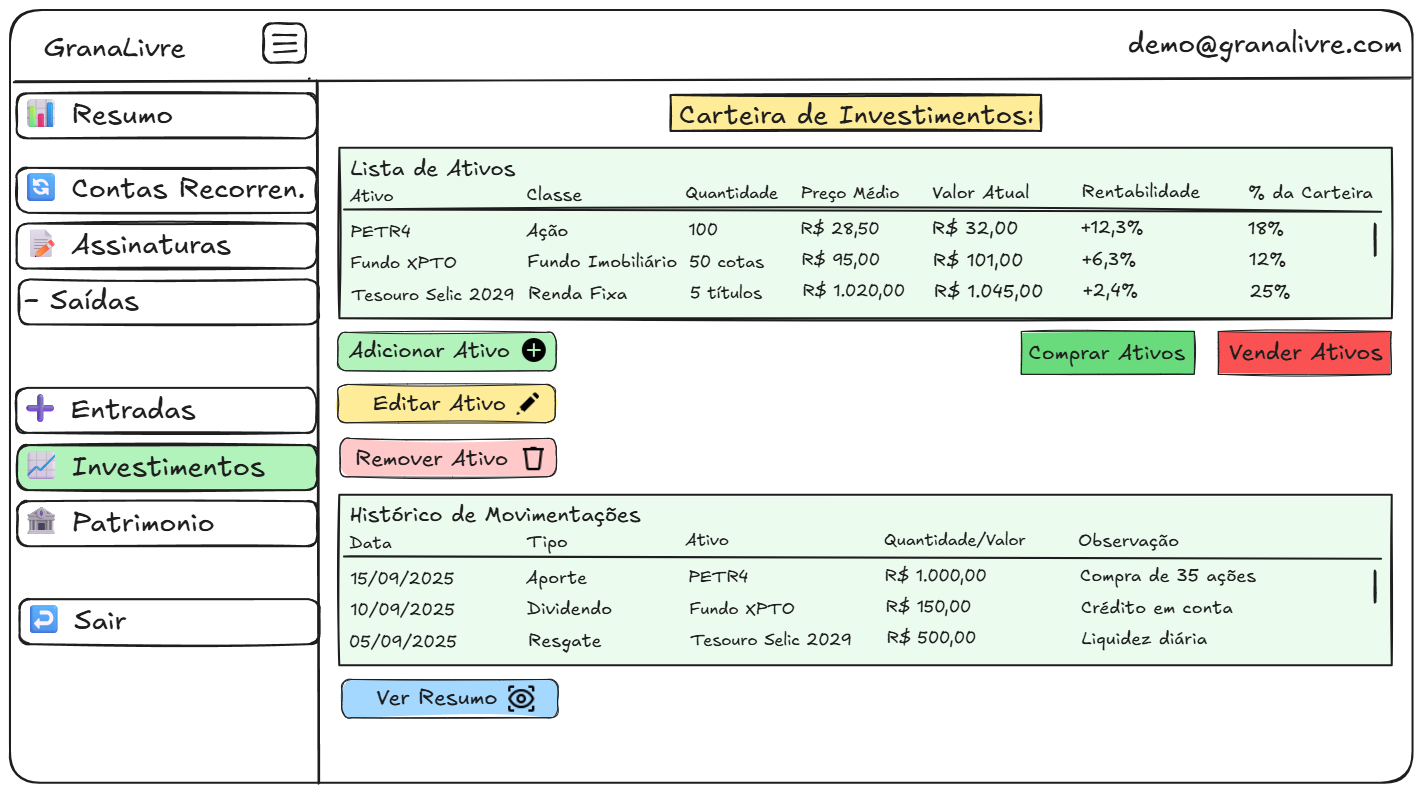 GranaLivre
demo@granalivre.com
Resumo
Contas Recorren.
Assinaturas
- Saídas
Entradas
Investimentos
Patrimonio
Sair
Carteira de Investimentos:
Lista de Ativos
Ativo Classe Quantidade Preço Médio Valor Atual Rentabilidade % da Carteira
PETR4 Ação 100 R$ 28,50 R$ 32,00 +12,3% 18%
Fundo XPTO Fundo Imobiliário 50 cotas R$ 95,00 R$ 101,00 +6,3% 12%
Tesouro Selic 2029 Renda Fixa 5 títulos R$ 1.020,00 R$ 1.045,00 +2,4% 25%
Adicionar Ativo
Comprar Ativos
Vender Ativos
Editar Ativo
Remover Ativo
Histórico de Movimentações
Data Tipo Ativo Quantidade/Valor Observação
15/09/2025 Aporte PETR4 R$ 1.000,00 Compra de 35 ações
10/09/2025 Dividendo Fundo XPTO R$ 150,00 Crédito em conta
05/09/2025 Resgate Tesouro Selic 2029 R$ 500,00 Liquidez diária
Ver Resumo